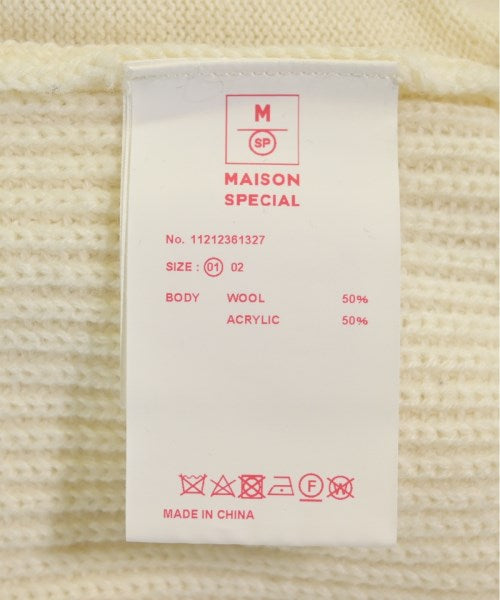 M
SP
MAISON
SPECIAL
No. 11212361327
SIZE : 01 02
BODY WOOL 50%
ACRYLIC 50%
F W
MADE IN CHINA